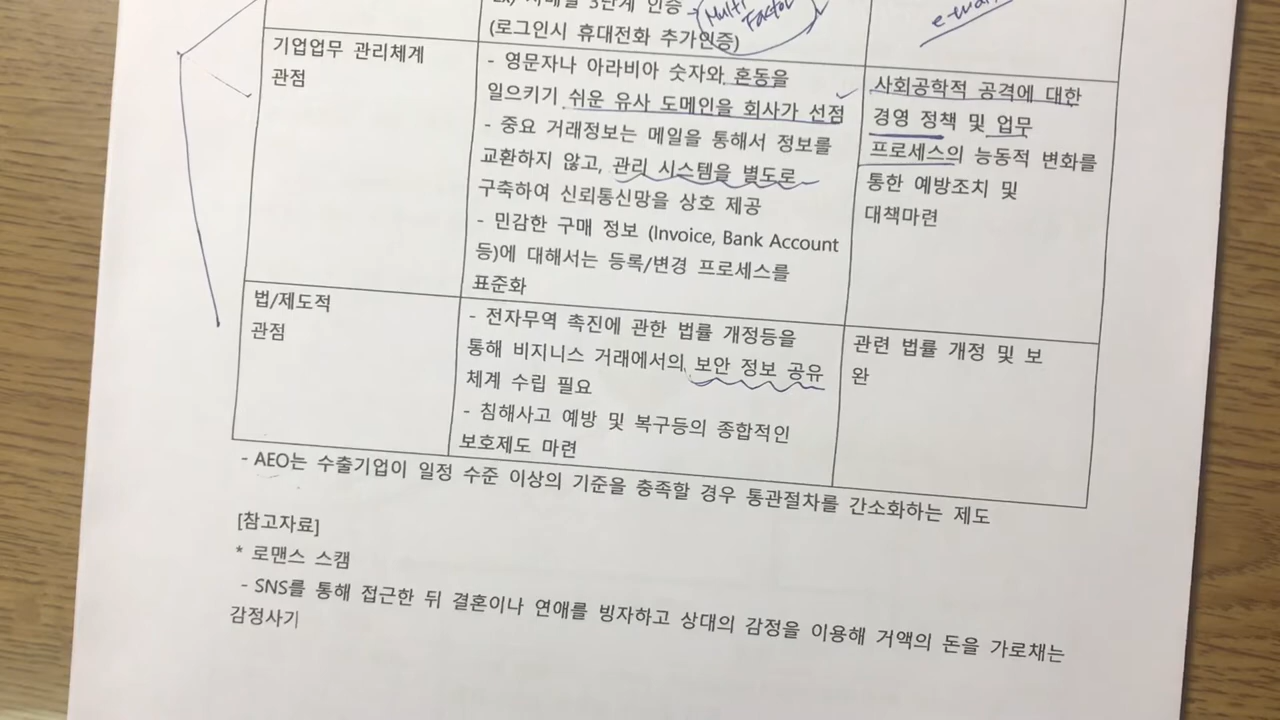 3단계 인증
Multi
Factor
(로그인시 휴대전화 추가인증)
기업업무 관리체계
관점
- 영문자나 아라비아 숫자와 혼동을
일으키기 쉬운 유사 도메인을 회사가 선점
- 중요 거래정보는 메일을 통해서 정보를
교환하지 않고, 관리 시스템을 별도로
구축하여 신뢰통신망을 상호 제공
- 민감한 구매 정보 (Invoice, Bank Account
등)에 대해서는 등록/변경 프로세스를
표준화
사회공학적 공격에 대한
경영 정책 및 업무
프로세스의 능동적 변화를
통한 예방조치 및
대책마련
법/제도적
관점
- 전자무역 촉진에 관한 법률 개정등을
통해 비지니스 거래에서의 보안 정보 공유
체계 수립 필요
- 침해사고 예방 및 복구등의 종합적인
보호제도 마련
관련 법률 개정 및 보
완
- AEO는 수출기업이 일정 수준 이상의 기준을 충족할 경우 통관절차를 간소화하는 제도
[참고자료]
* 로맨스 스캠
- SNS를 통해 접근한 뒤 결혼이나 연애를 빙자하고 상대의 감정을 이용해 거액의 돈을 가로채는
감정사기